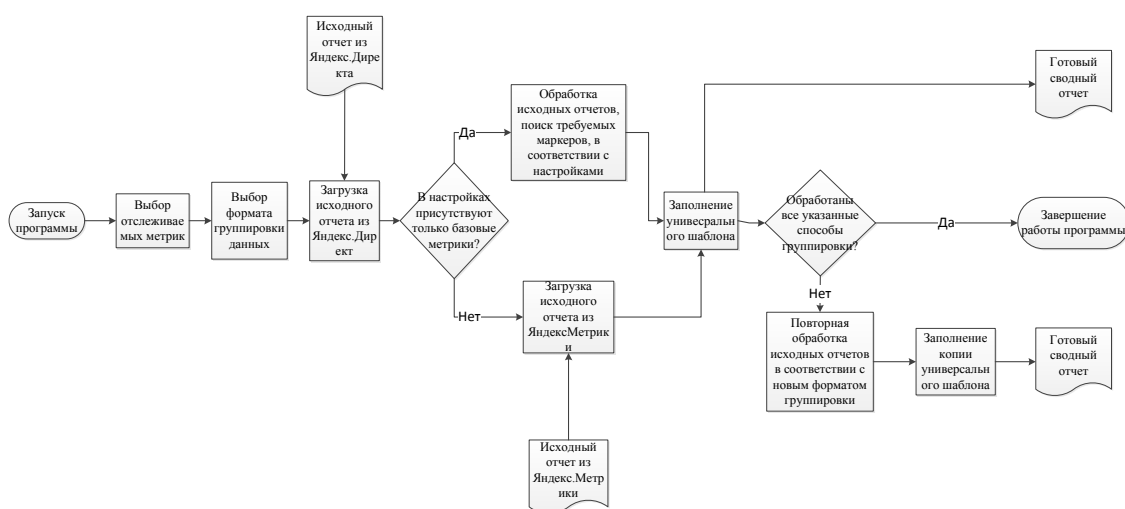 Исходный
отчет из
Яндекс.Дире
кта
Готовый
сводный
отчет
Обработка
исходных отчетов,
поиск требуемых
маркеров, в
соответствии с
настройками
Да
Запуск
программы
Выбор
отслеживае
мых метрик
Выбор
формата
группировки
данных
Загрузка
исходного
отчета из
Яндекс.Дир
ект
В настройках
присутствуют
только базовые
метрики?
Заполнение
универсаль
ного шаблона
Обработаны
все указанные
способы
группировки?
Да
Завершение
работы программы
Нет
Загрузка
исходного
отчета из
ЯндексМетрик
и
Нет
Повторная
обработка
исходных отчетов
в соответствии с
новым форматом
группировки
Заполнение
копии
универсальн
ого шаблона
Готовый
сводный
отчет
Исходный
отчет из
Яндекс.Метр
ики